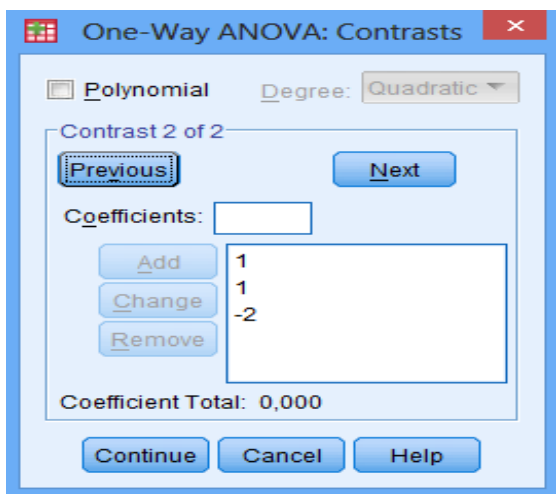 One-Way ANOVA: Contrasts
Polynomial Degree: Quadratic
Contrast 2 of 2
Previous Next
Coefficients:
Add
Change
Remove
1
1
-2
Coefficient Total: 0,000
Continue Cancel Help